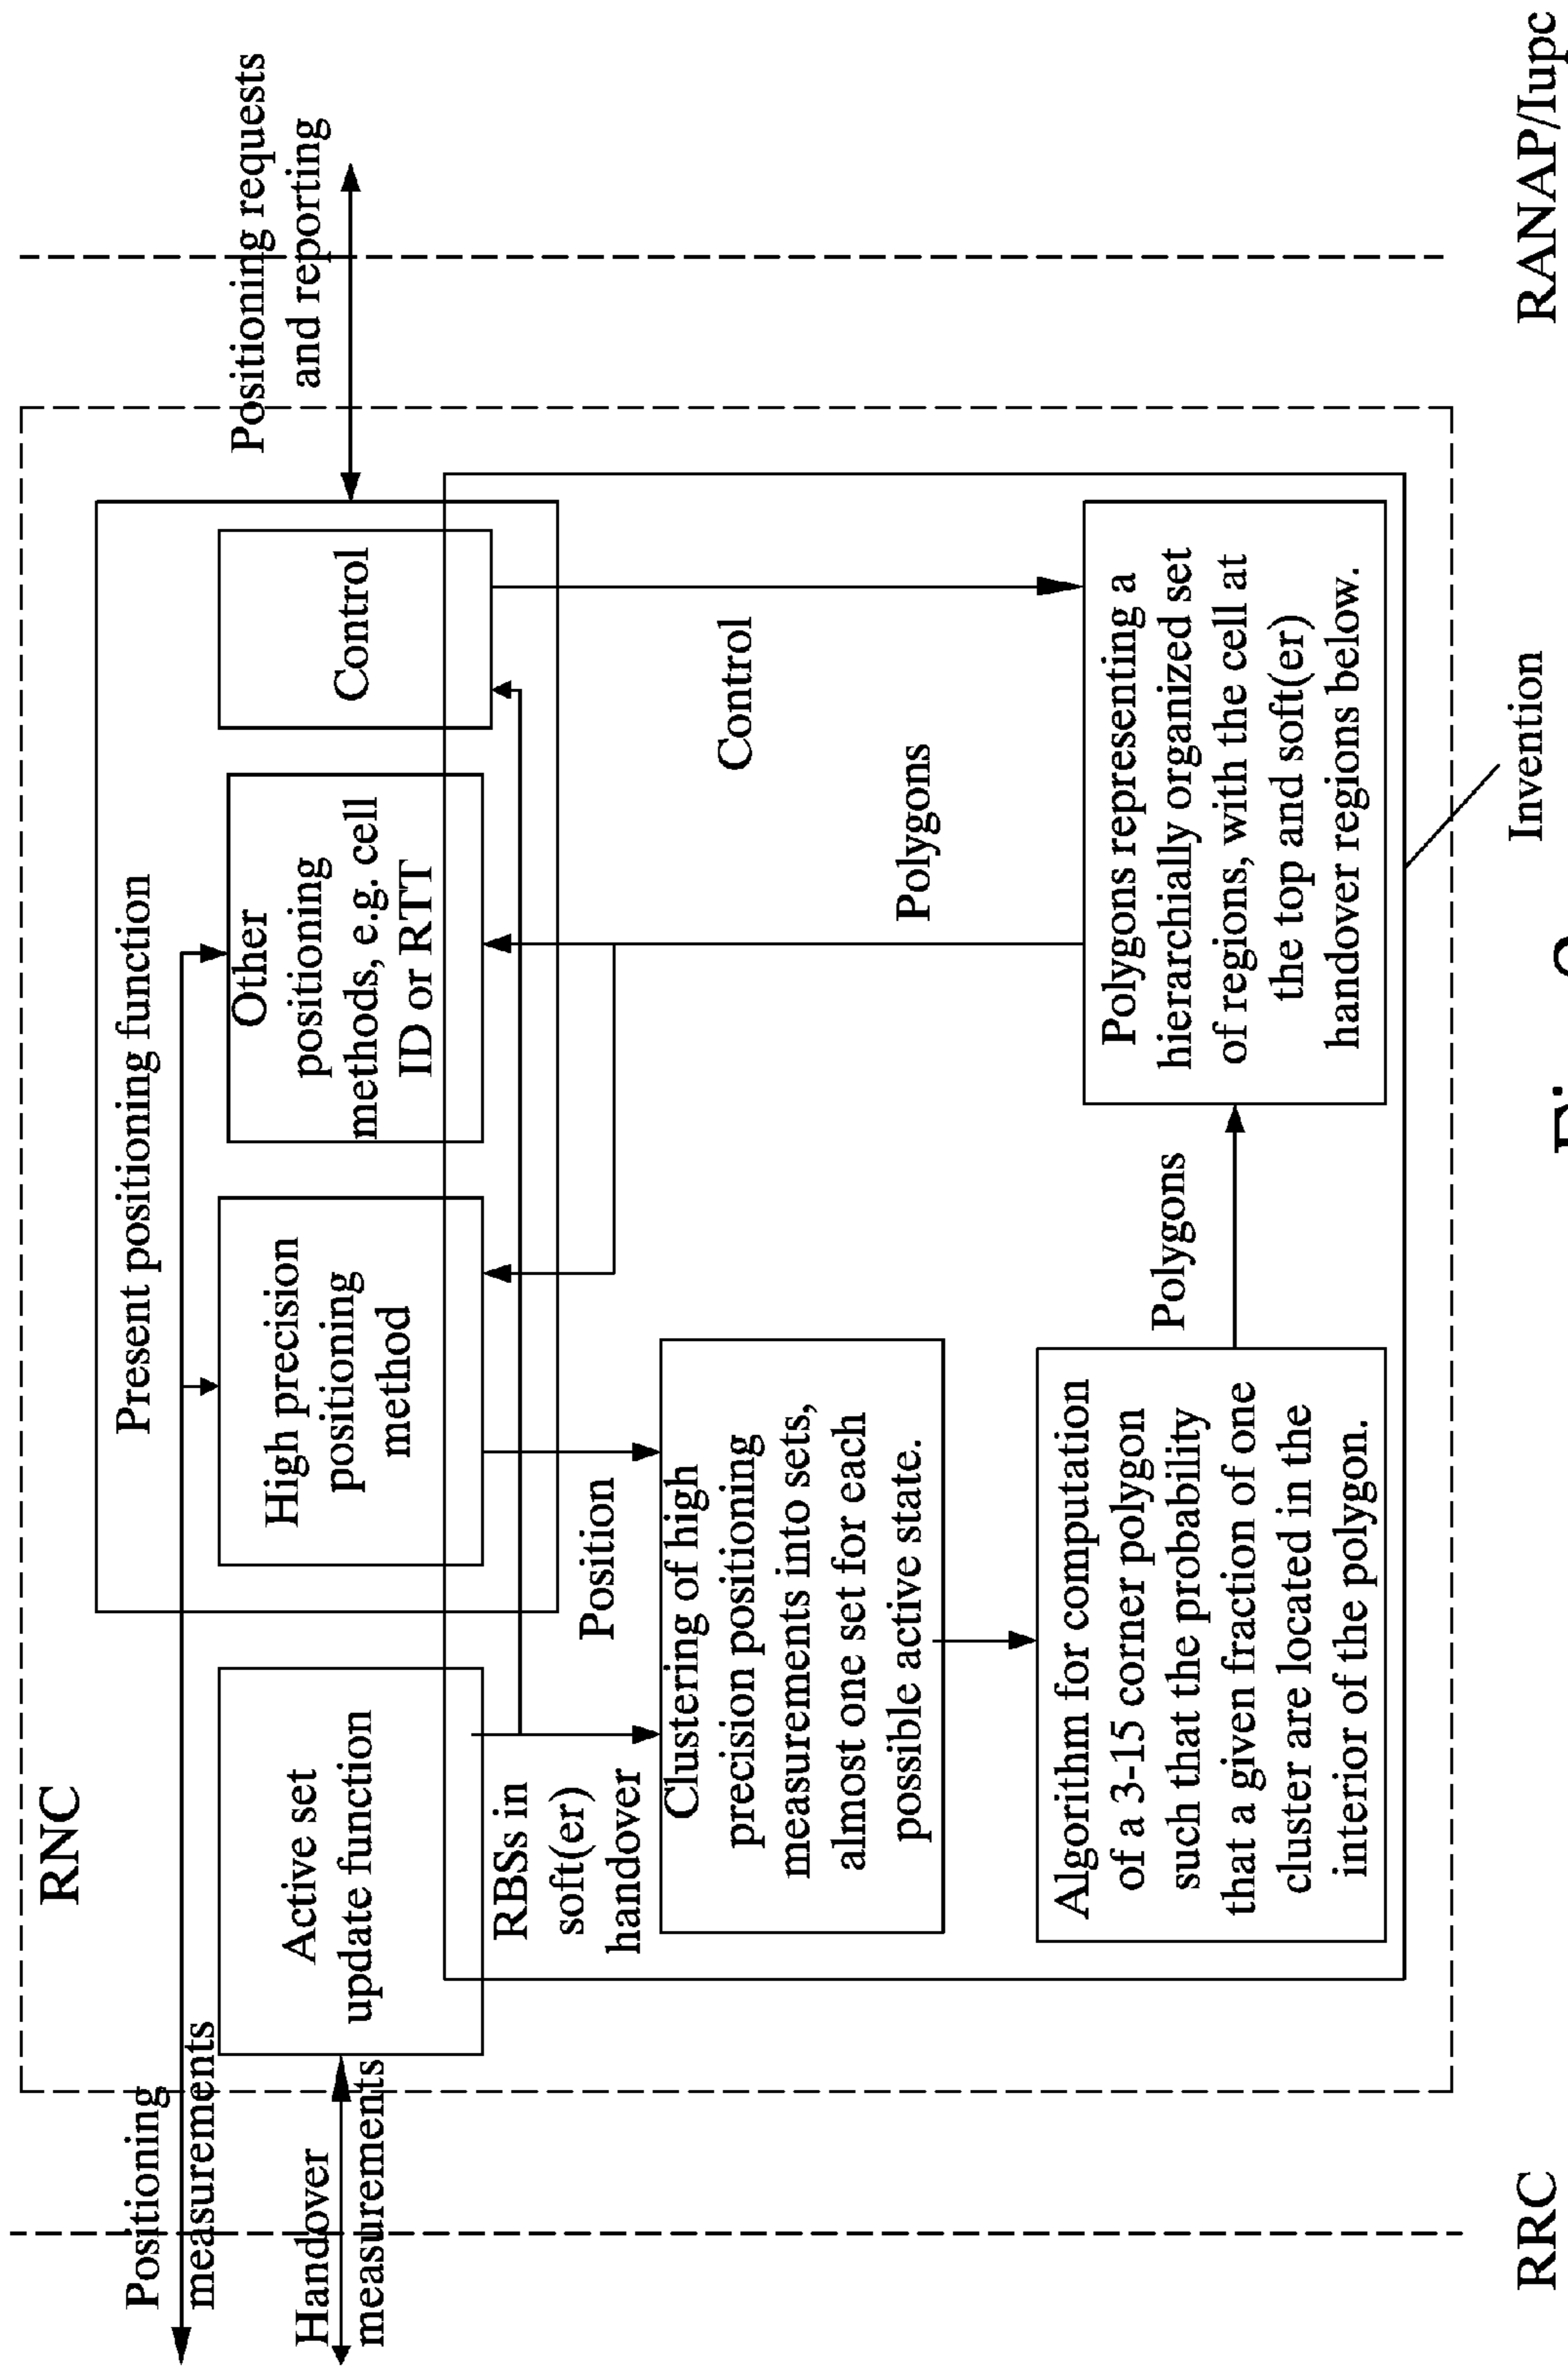 RNC
Positioning
measurements
Present positioning function
Positioning requests
and reporting
Handover
measurements
Active set
update function
High precision
positioning
method
Other
positioning
methods, e.g. cell
ID or RTT
Control
RBSs in
soft(er)
handover
Position
Control
Clustering of high
precision positioning
measurements into sets,
almost one set for each
possible active state.
Polygons
Algorithm for computation
of a 3-15 corner polygon
such that the probability
that a given fraction of one
cluster are located in the
interior of the polygon.
Polygons
Polygons representing a
hierarchially organized set
of regions, with the cell at
the top and soft(er)
handover regions below.
Invention
RRC
RANAP/Iupc